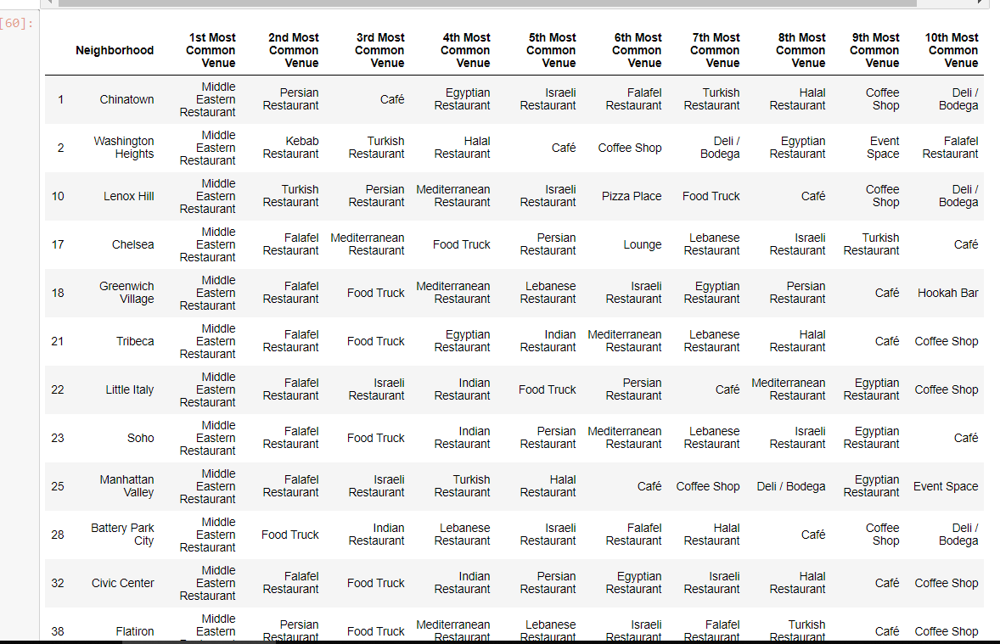 [60]:
Neighborhood 1st Most Common Venue 2nd Most Common Venue 3rd Most Common Venue 4th Most Common Venue 5th Most Common Venue 6th Most Common Venue 7th Most Common Venue 8th Most Common Venue 9th Most Common Venue 10th Most Common Venue
1 Chinatown Middle Eastern Restaurant Persian Restaurant Café Egyptian Restaurant Israeli Restaurant Falafel Restaurant Turkish Restaurant Halal Restaurant Coffee Shop Deli / Bodega
2 Washington Heights Middle Eastern Restaurant Kebab Restaurant Turkish Restaurant Halal Restaurant Café Coffee Shop Deli / Bodega Egyptian Restaurant Event Space Falafel Restaurant
10 Lenox Hill Middle Eastern Restaurant Turkish Restaurant Persian Restaurant Mediterranean Restaurant Israeli Restaurant Pizza Place Food Truck Café Coffee Shop Deli / Bodega
17 Chelsea Middle Eastern Restaurant Falafel Restaurant Mediterranean Restaurant Food Truck Persian Restaurant Lounge Lebanese Restaurant Israeli Restaurant Turkish Restaurant Café
18 Greenwich Village Middle Eastern Restaurant Falafel Restaurant Food Truck Mediterranean Restaurant Lebanese Restaurant Israeli Restaurant Egyptian Restaurant Persian Restaurant Café Hookah Bar
21 Tribeca Middle Eastern Restaurant Falafel Restaurant Food Truck Egyptian Restaurant Indian Restaurant Mediterranean Restaurant Lebanese Restaurant Halal Restaurant Café Coffee Shop
22 Little Italy Middle Eastern Restaurant Falafel Restaurant Israeli Restaurant Indian Restaurant Food Truck Persian Restaurant Café Mediterranean Restaurant Egyptian Restaurant Coffee Shop
23 Soho Middle Eastern Restaurant Falafel Restaurant Food Truck Indian Restaurant Persian Restaurant Mediterranean Restaurant Lebanese Restaurant Israeli Restaurant Egyptian Restaurant Café
25 Manhattan Valley Middle Eastern Restaurant Falafel Restaurant Israeli Restaurant Turkish Restaurant Halal Restaurant Café Coffee Shop Deli / Bodega Egyptian Restaurant Event Space
28 Battery Park City Middle Eastern Restaurant Food Truck Indian Restaurant Lebanese Restaurant Israeli Restaurant Falafel Restaurant Halal Restaurant Café Coffee Shop Deli / Bodega
32 Civic Center Middle Eastern Restaurant Falafel Restaurant Food Truck Indian Restaurant Persian Restaurant Egyptian Restaurant Israeli Restaurant Halal Restaurant Café Coffee Shop
38 Flatiron Middle Eastern Restaurant Persian Restaurant Food Truck Mediterranean Restaurant Lebanese Restaurant Israeli Restaurant Falafel Restaurant Turkish Restaurant Café Coffee Shop